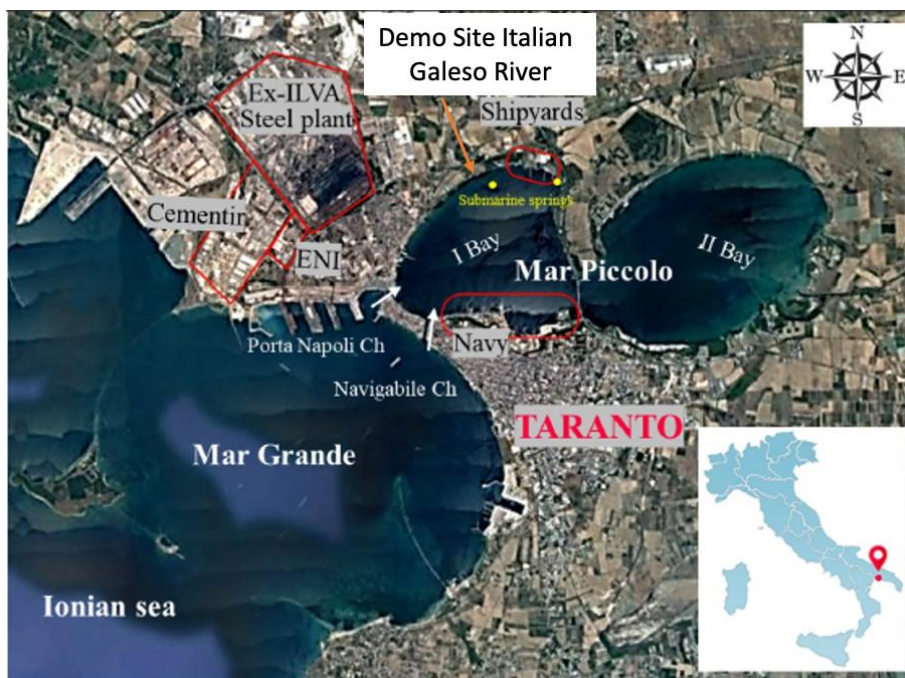 Demo Site Italian
Galeso River
N
W
E
S
Ex-ILVA
Steel plant
Shipyards
Submarine springs
Cementir
ENI
I Bay
II Bay
Mar Piccolo
Porta Napoli Ch
Navy
Navigabile Ch
TARANTO
Mar Grande
Ionian sea